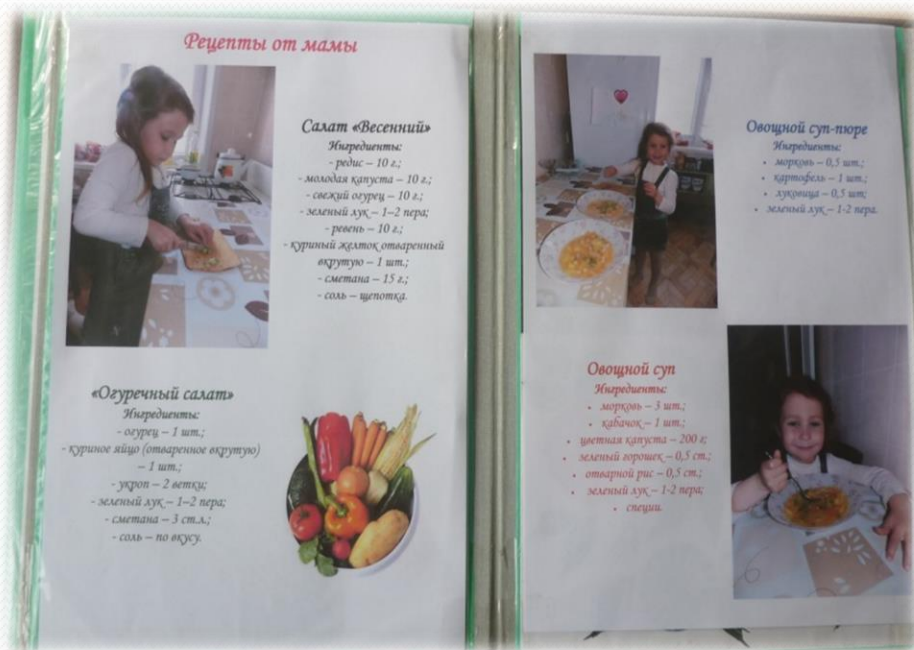 Рецепты от мамы
Салат «Весенний»
Ингредиенты:
- редис – 10 г.;
- молодая капуста – 10 г.;
- свежий огурец – 10 г.;
- зеленый лук – 1–2 пера;
- ревень – 10 г.;
- куриный желток отваренный
вкрутую – 1 шт.;
- сметана – 15 г.;
- соль – щепотка.
«Огуречный салат»
Ингредиенты:
- огурец – 1 шт.;
- куриное яйцо (отваренное вкрутую)
– 1 шт.;
- укроп – 2 ветки;
- зеленый лук – 1–2 пера;
- сметана – 3 ст.л.;
- соль – по вкусу.
Овощной суп-пюре
Ингредиенты:
• морковь – 0,5 шт.;
• картофель – 1 шт.;
• луковица – 0,5 шт;
• зеленый лук – 1-2 пера.
Овощной суп
Ингредиенты:
• морковь – 3 шт.;
• кабачок – 1 шт.;
• цветная капуста – 200 г;
• зеленый горошек – 0,5 ст.;
• отварной рис – 0,5 ст.;
• зеленый лук – 1-2 пера;
• специи.